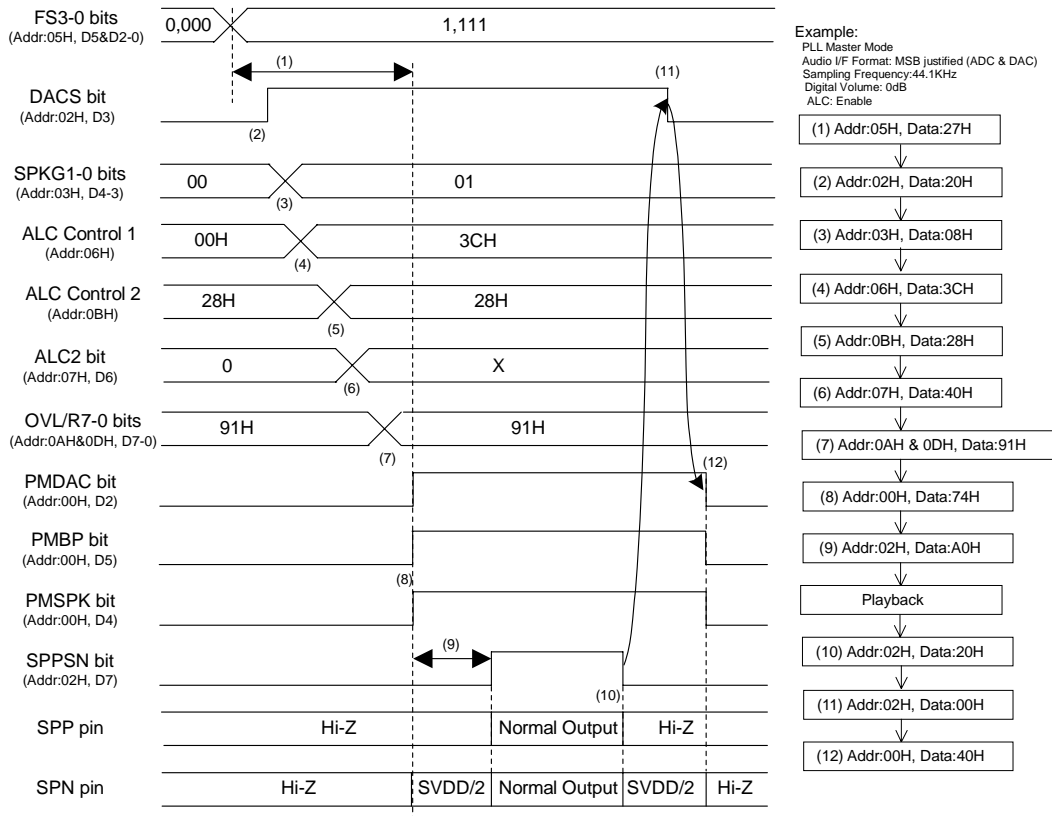 FS3-0 bits
(Addr:05H, D5&D2-0)
0,000
1,111
(1)
DACS bit
(Addr:02H, D3)
(2)
(11)
SPKG1-0 bits
(Addr:03H, D4-3)
00
01
(3)
ALC Control 1
(Addr:06H)
00H
3CH
(4)
ALC Control 2
(Addr:0BH)
28H
28H
(5)
ALC2 bit
(Addr:07H, D6)
0
X
(6)
OVL/R7-0 bits
(Addr:0AH&0DH, D7-0)
91H
91H
(7)
PMDAC bit
(Addr:00H, D2)
(12)
PMBP bit
(Addr:00H, D5)
(8)
PMSPK bit
(Addr:00H, D4)
SPPSN bit
(Addr:02H, D7)
(9)
(10)
SPP pin
Hi-Z
Normal Output
Hi-Z
SPN pin
Hi-Z
SVDD/2
Normal Output
SVDD/2
Hi-Z
Example:
PLL Master Mode
Audio I/F Format: MSB justified (ADC & DAC)
Sampling Frequency:44.1KHz
Digital Volume: 0dB
ALC: Enable
(1) Addr:05H, Data:27H
(2) Addr:02H, Data:20H
(3) Addr:03H, Data:08H
(4) Addr:06H, Data:3CH
(5) Addr:0BH, Data:28H
(6) Addr:07H, Data:40H
(7) Addr:0AH & 0DH, Data:91H
(8) Addr:00H, Data:74H
(9) Addr:02H, Data:A0H
Playback
(10) Addr:02H, Data:20H
(11) Addr:02H, Data:00H
(12) Addr:00H, Data:40H